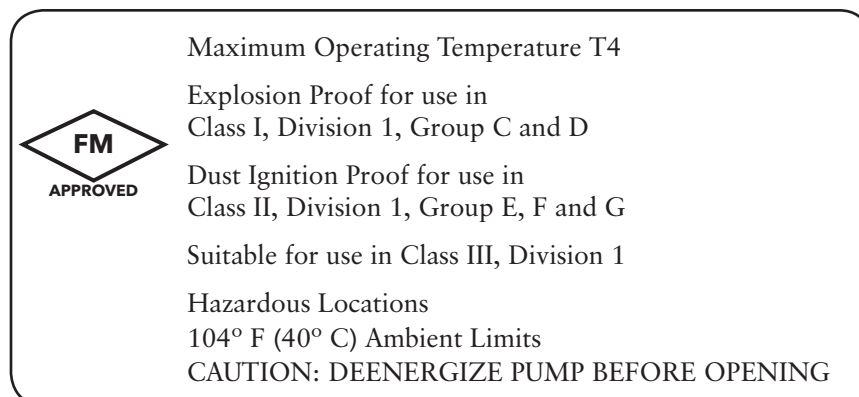 Maximum Operating Temperature T4
Explosion Proof for use in
Class I, Division 1, Group C and D
FM
APPROVED
Dust Ignition Proof for use in
Class II, Division 1, Group E, F and G
Suitable for use in Class III, Division 1
Hazardous Locations
104º F (40º C) Ambient Limits
CAUTION: DEENERGIZE PUMP BEFORE OPENING